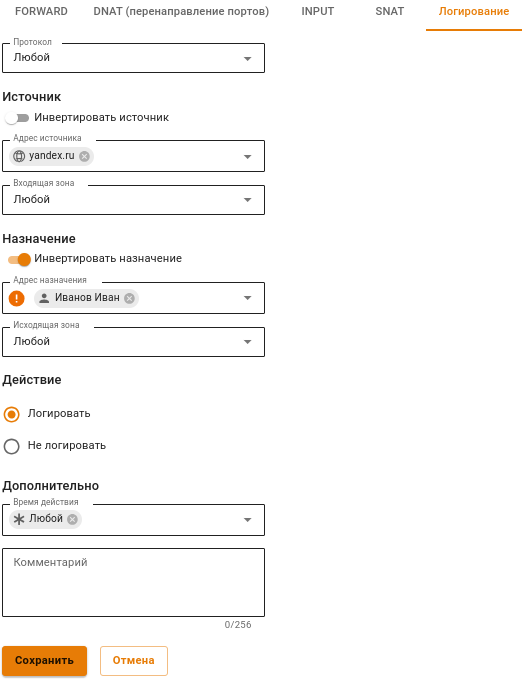 FORWARD DNAT (перенаправление портов) INPUT SNAT Логирование
Протокол
Любой
Источник
Инвертировать источник
Адрес источника
yandex.ru
Входящая зона
Любой
Назначение
Инвертировать назначение
Адрес назначения
Иванов Иван
Исходящая зона
Любой
Действие
Логировать
Не логировать
Дополнительно
Время действия
Любой
Комментарий
0/256
Сохранить Отмена